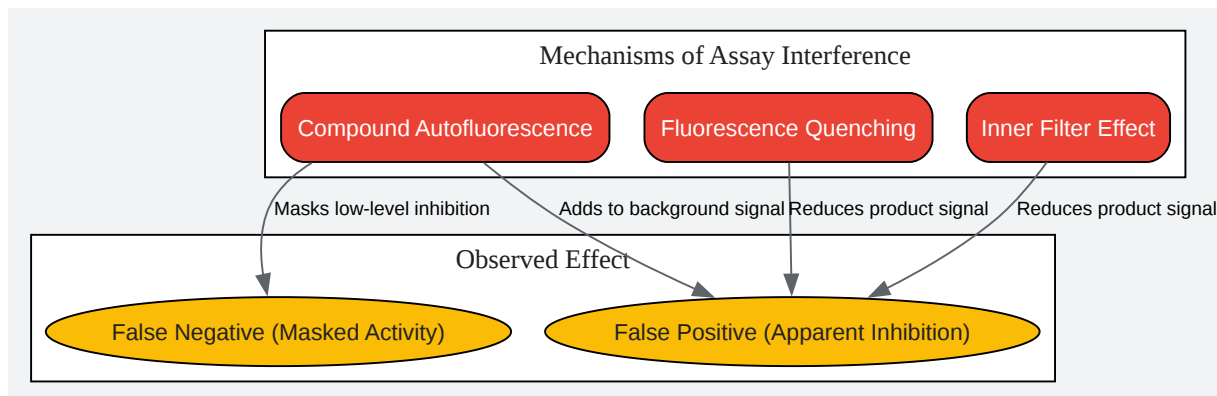 Mechanisms of Assay Interference
Compound Autofluorescence
Fluorescence Quenching
Inner Filter Effect
Masks low-level inhibition
Adds to background signal
Reduces product signal
Reduces product signal
Observed Effect
False Negative (Masked Activity)
False Positive (Apparent Inhibition)